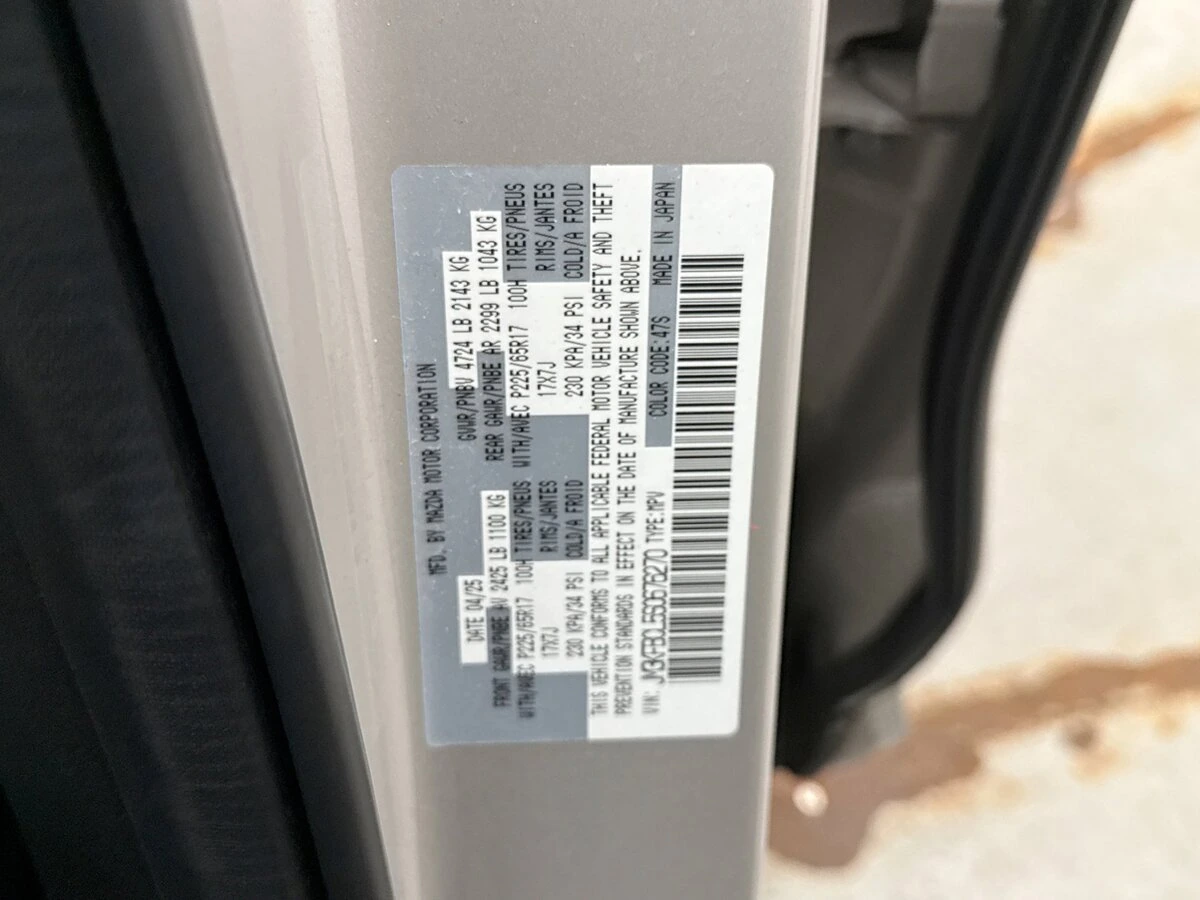 MFD. BY MAZDA MOTOR CORPORATION
DATE 04/25 GVWR/PNBV 4724 LB 2143 KG
FRONT GAWR/PNBE AV 2425 LB 1100 KG REAR GAWR/PNBE AR 2299 LB 1043 KG
WITH/AVEC P225/65R17 100H TIRES/PNEUS WITH/AVEC P225/65R17 100H TIRES/PNEUS
17X7J RIMS/JANTES 17X7J RIMS/JANTES
230 KPA/34 PSI COLD/A FROID 230 KPA/34 PSI COLD/A FROID
THIS VEHICLE CONFORMS TO ALL APPLICABLE FEDERAL MOTOR VEHICLE SAFETY AND THEFT
PREVENTION STANDARDS IN EFFECT ON THE DATE OF MANUFACTURE SHOWN ABOVE.
VIN: JM3KFBCL5S0676270 TYPE:MPV COLOR CODE:47S MADE IN JAPAN